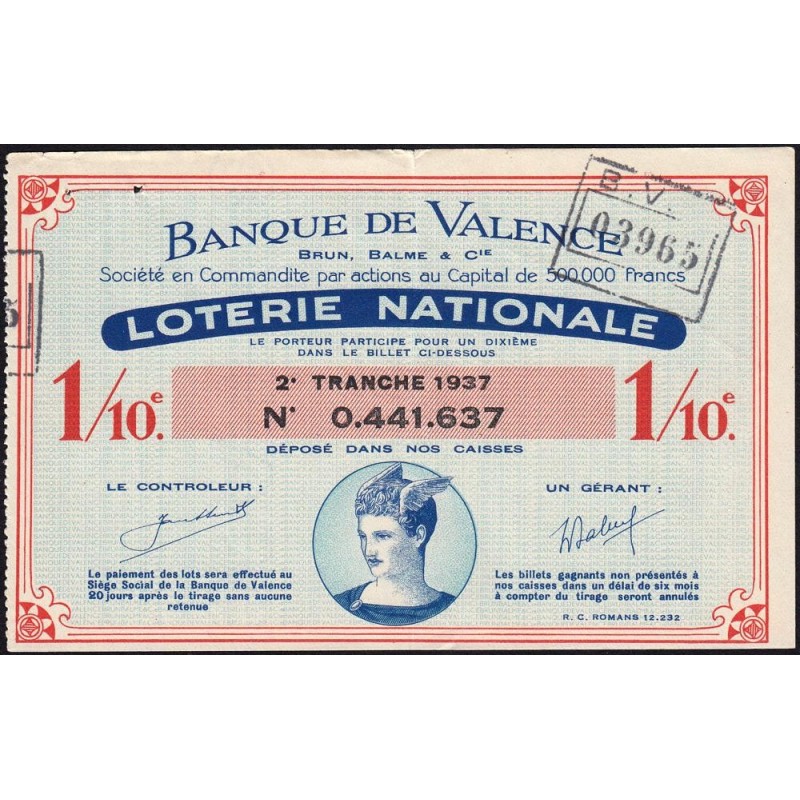 B.V.
03965
BANQUE DE VALENCE
BRUN, BALME & CIE
Société en Commandite par actions au Capital de 500000 francs
5
LOTERIE NATIONALE
LE PORTEUR PARTICIPE POUR UN DIXIÈME
DANS LE BILLET CI-DESSOUS
1/10e.
2e TRANCHE 1937
N° 0.441.637
1/10e.
DÉPOSÉ DANS NOS CAISSES
LE CONTROLEUR :
UN GÉRANT :
Le paiement des lots sera effectué au
Siège Social de la Banque de Valence
20 jours après le tirage sans aucune
retenue
Les billets gagnants non présentés à
nos caisses dans un délai de six mois
à compter du tirage seront annulés
R. C. ROMANS 12.232